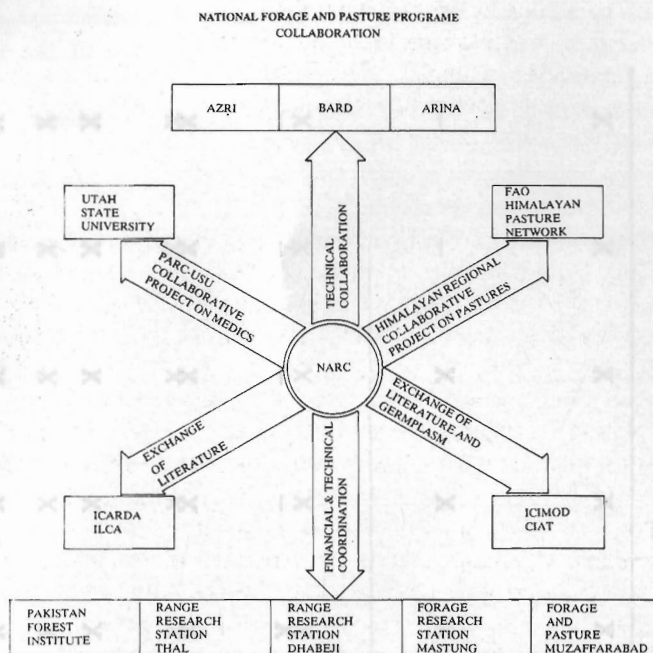 NATIONAL FORAGE AND PASTURE PROGRAME
COLLABORATION
AZRI
BARD
ARINA
UTAH
STATE
UNIVERSITY
FAO
HIMALAYAN
PASTURE
NETWORK
PARC-USU
COLLABORATIVE
PROJECT ON MEDICS
TECHNICAL
COLLABORATION
HIMALAYAN REGIONAL
COLLABORATIVE
PROJECT ON PASTURES
NARC
EXCHANGE
OF
LITERATURE
FINANCIAL & TECHNICAL
COORDINATION
EXCHANGE OF
LITERATURE AND
GERMPLASM
ICARDA
ILCA
ICIMOD
CIAT
PAKISTAN
FOREST
INSTITUTE
RANGE
RESEARCH
STATION
THAL
RANGE
RESEARCH
STATION
DHABEJI
FORAGE
RESEARCH
STATION
MASTUNG
FORAGE
AND
PASTURE
MUZAFFARABAD